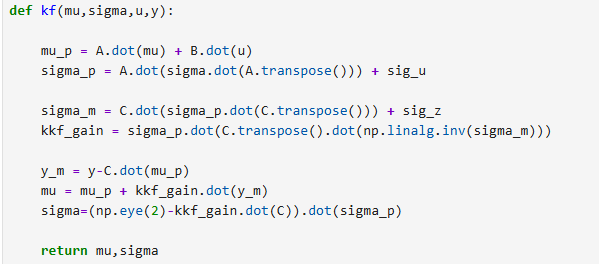 def kf(mu,sigma,u,y):
mu_p = A.dot(mu) + B.dot(u)
sigma_p = A.dot(sigma.dot(A.transpose())) + sig_u
sigma_m = C.dot(sigma_p.dot(C.transpose())) + sig_z
kkf_gain = sigma_p.dot(C.transpose().dot(np.linalg.inv(sigma_m)))
y_m = y-C.dot(mu_p)
mu = mu_p + kkf_gain.dot(y_m)
sigma=(np.eye(2)-kkf_gain.dot(C)).dot(sigma_p)
return mu,sigma